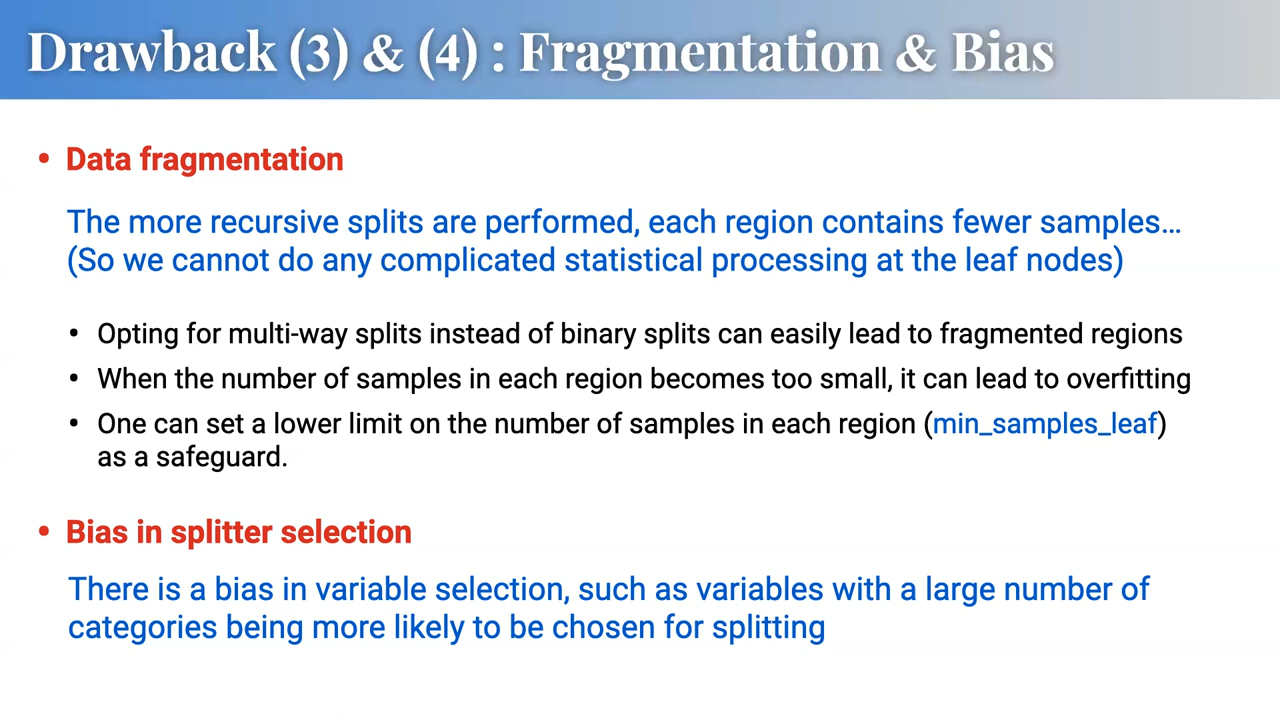 Drawback (3) & (4) : Fragmentation & Bias
• Data fragmentation
The more recursive splits are performed, each region contains fewer samples…
(So we cannot do any complicated statistical processing at the leaf nodes)
• Opting for multi-way splits instead of binary splits can easily lead to fragmented regions
• When the number of samples in each region becomes too small, it can lead to overfitting
• One can set a lower limit on the number of samples in each region (min_samples_leaf)
as a safeguard.
• Bias in splitter selection
There is a bias in variable selection, such as variables with a large number of
categories being more likely to be chosen for splitting